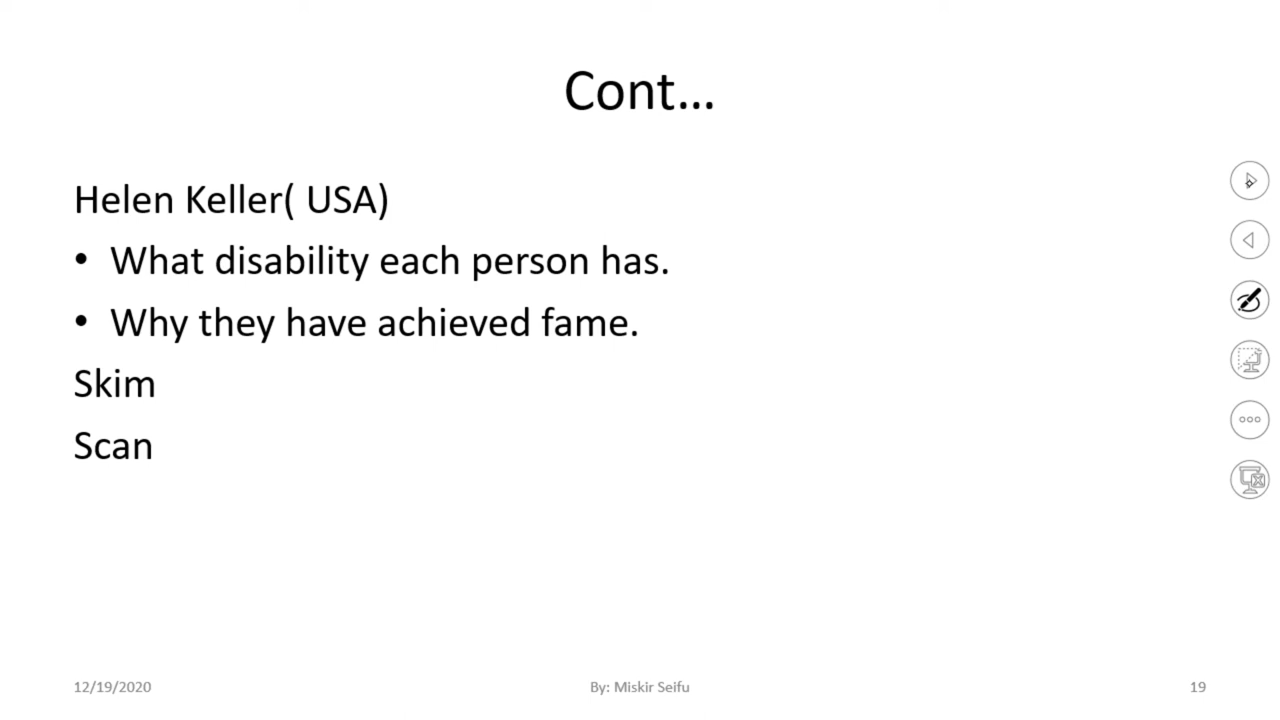 Cont...
Helen Keller( USA)
• What disability each person has.
• Why they have achieved fame.
Skim
Scan
12/19/2020
By: Miskir Seifu
19